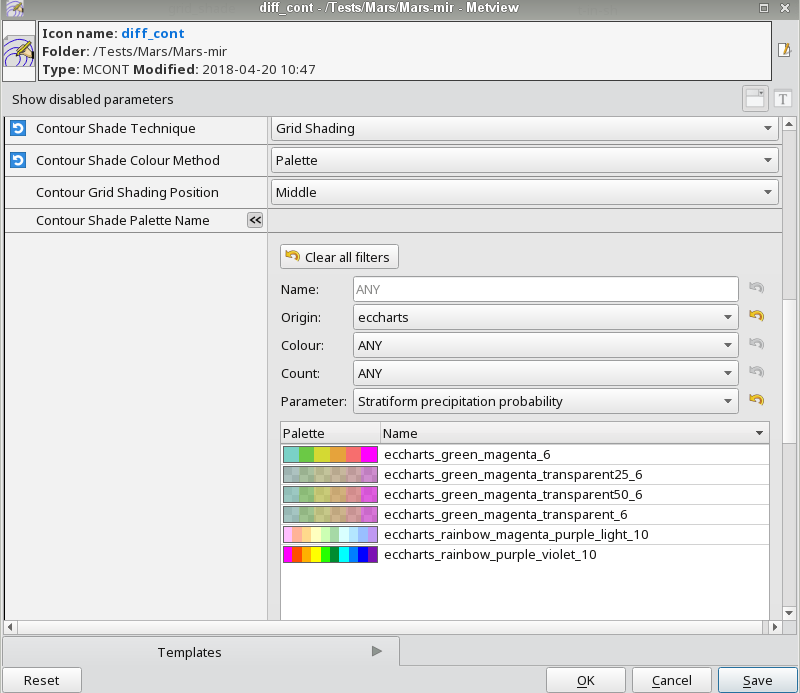 diff_cont - /Tests/Mars/Mars-mir - Metview
Icon name: diff_cont
Folder: /Tests/Mars/Mars-mir
Type: MCONT Modified: 2018-04-20 10:47
Show disabled parameters
T
Contour Shade Technique Grid Shading
Contour Shade Colour Method Palette
Contour Grid Shading Position Middle
Contour Shade Palette Name <<
Clear all filters
Name: ANY
Origin: eccharts
Colour: ANY
Count: ANY
Parameter: Stratiform precipitation probability
Palette Name
eccharts_green_magenta_6
eccharts_green_magenta_transparent25_6
eccharts_green_magenta_transparent50_6
eccharts_green_magenta_transparent_6
eccharts_rainbow_magenta_purple_light_10
eccharts_rainbow_purple_violet_10
Templates
Reset OK Cancel Save